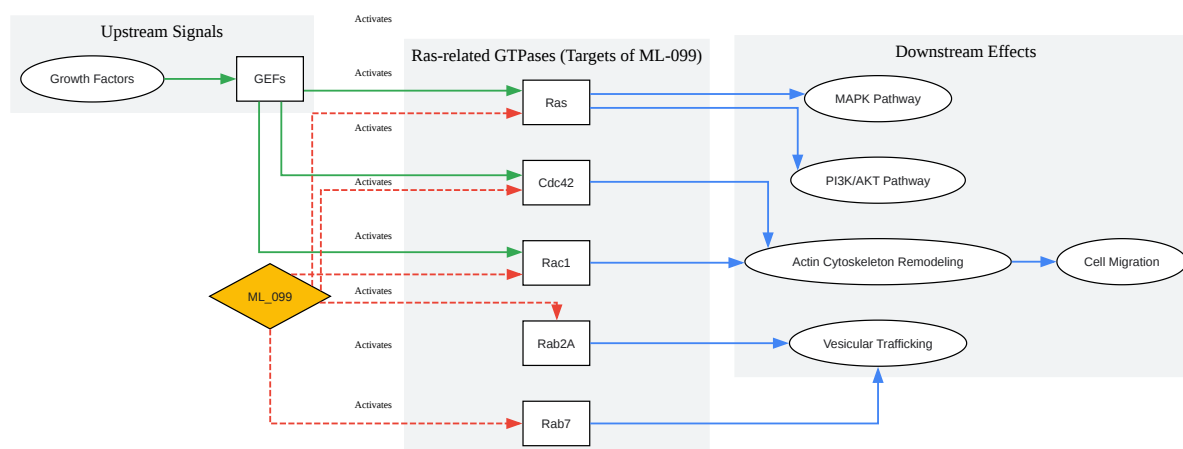 Activates
Upstream Signals
Growth Factors
GEFs
Activates
Activates
Activates
Activates
ML_099
Activates
Activates
Activates
Ras-related GTPases (Targets of ML-099)
Ras
Cdc42
Rac1
Rab2A
Rab7
Downstream Effects
MAPK Pathway
PI3K/AKT Pathway
Actin Cytoskeleton Remodeling
Cell Migration
Vesicular Trafficking